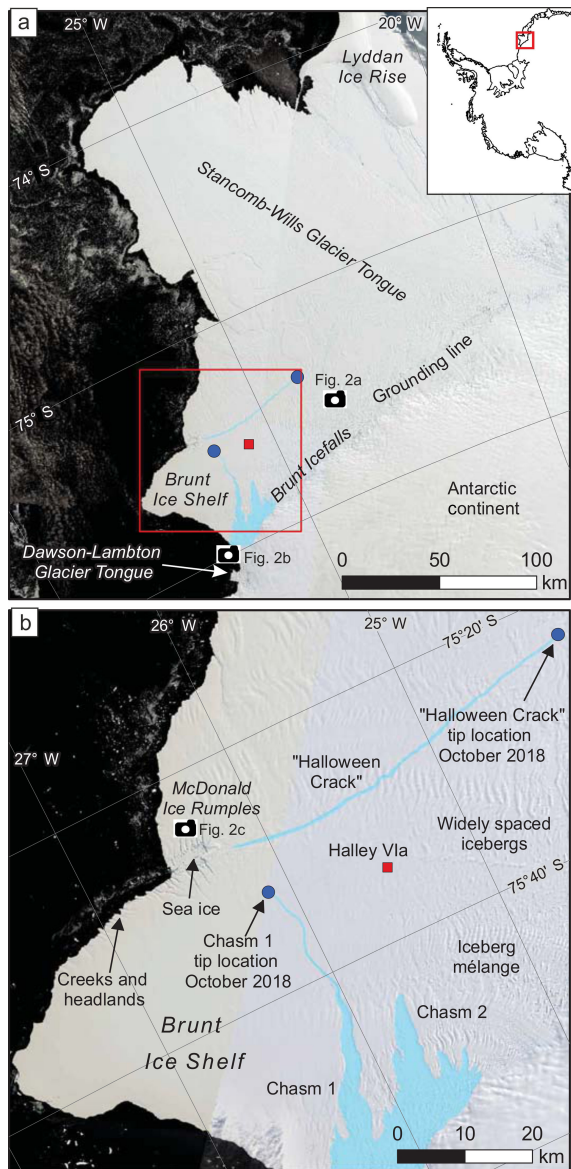 a
25° W
20° W
Lyddan
Ice Rise
74° S
Stancomb-Wills Glacier Tongue
75° S
Fig. 2a
Grounding line
Brunt Icefalls
Brunt
Ice Shelf
Antarctic
continent
Dawson-Lambton
Glacier Tongue
Fig. 2b
0 50 100
km
b
26° W
25° W
75°20' S
27° W
"Halloween Crack"
tip location
October 2018
"Halloween
Crack"
McDonald
Ice Rumples
Fig. 2c
Widely spaced
icebergs
Halley VIa
75°40' S
Sea ice
Chasm 1
tip location
October 2018
Creeks and
headlands
Iceberg
mélange
Brunt
Ice Shelf
Chasm 2
Chasm 1
0 10 20
km